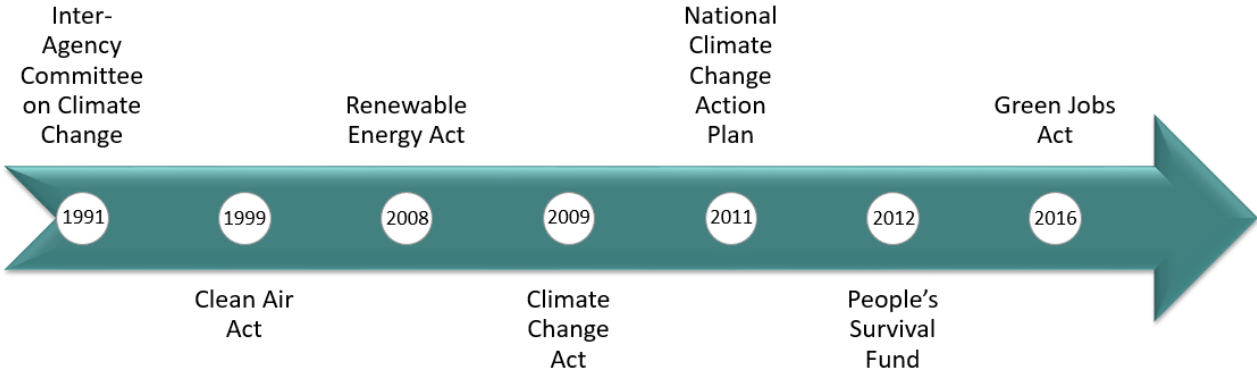 Inter-
Agency
Committee
on Climate
Change
Renewable
Energy Act
National
Climate
Change
Action
Plan
Green Jobs
Act
1991
1999
2008
2009
2011
2012
2016
Clean Air
Act
Climate
Change
Act
People’s
Survival
Fund